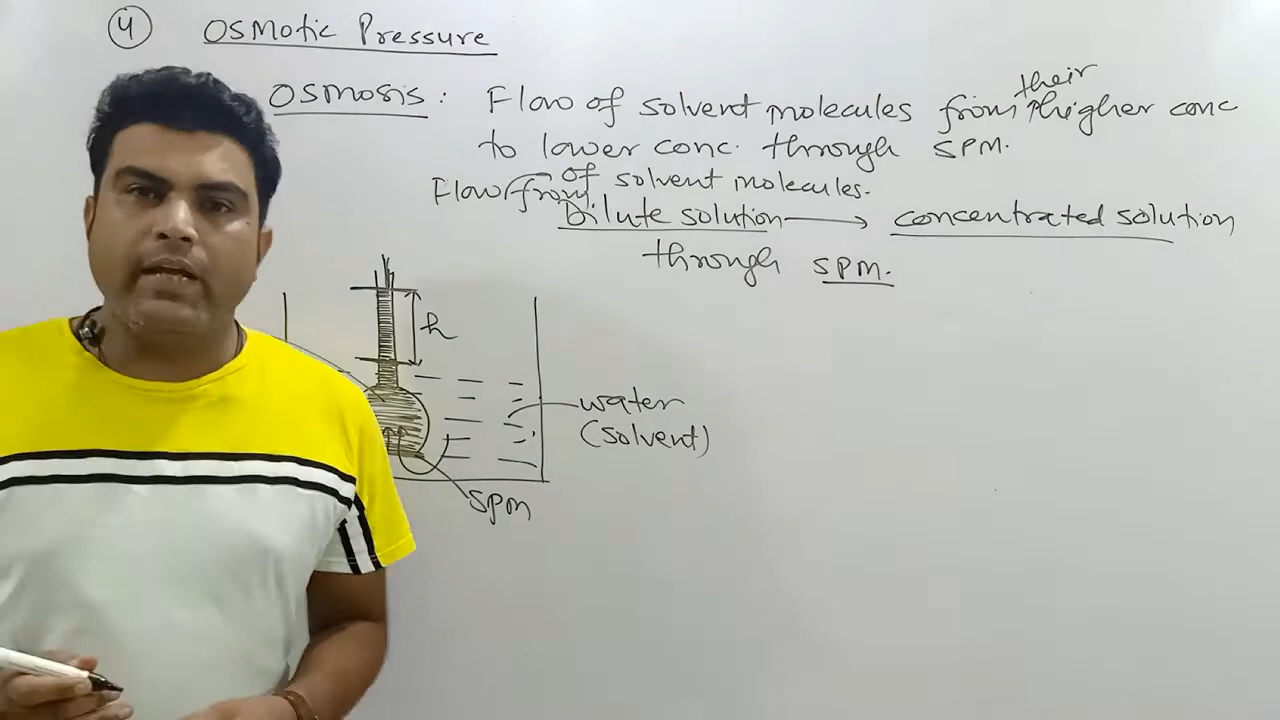 4 Osmotic Pressure
Osmosis: Flow of solvent molecules from their higher conc
to lower conc. through SPM.
Flow from of solvent molecules.
Dilute solution → concentrated solution
through SPM.
h
water
(solvent)
SPM